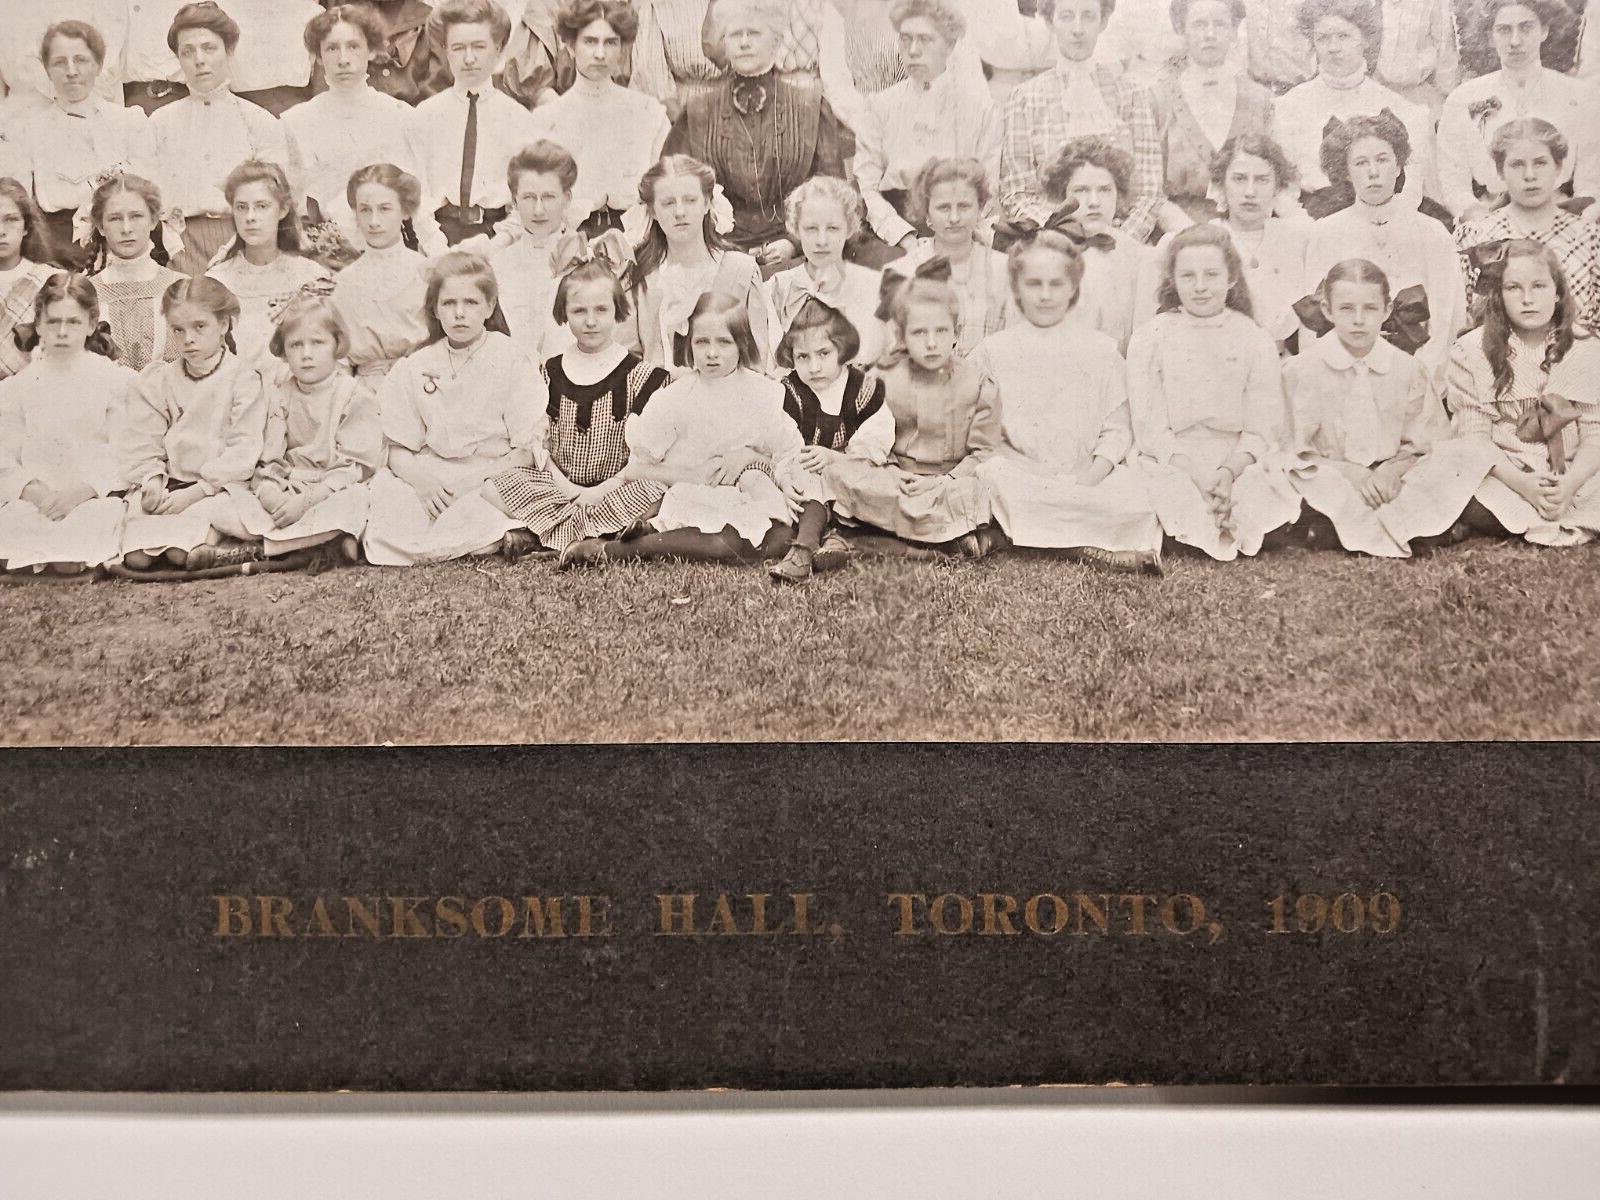 BRANKSOME HALL, TORONTO, 1909